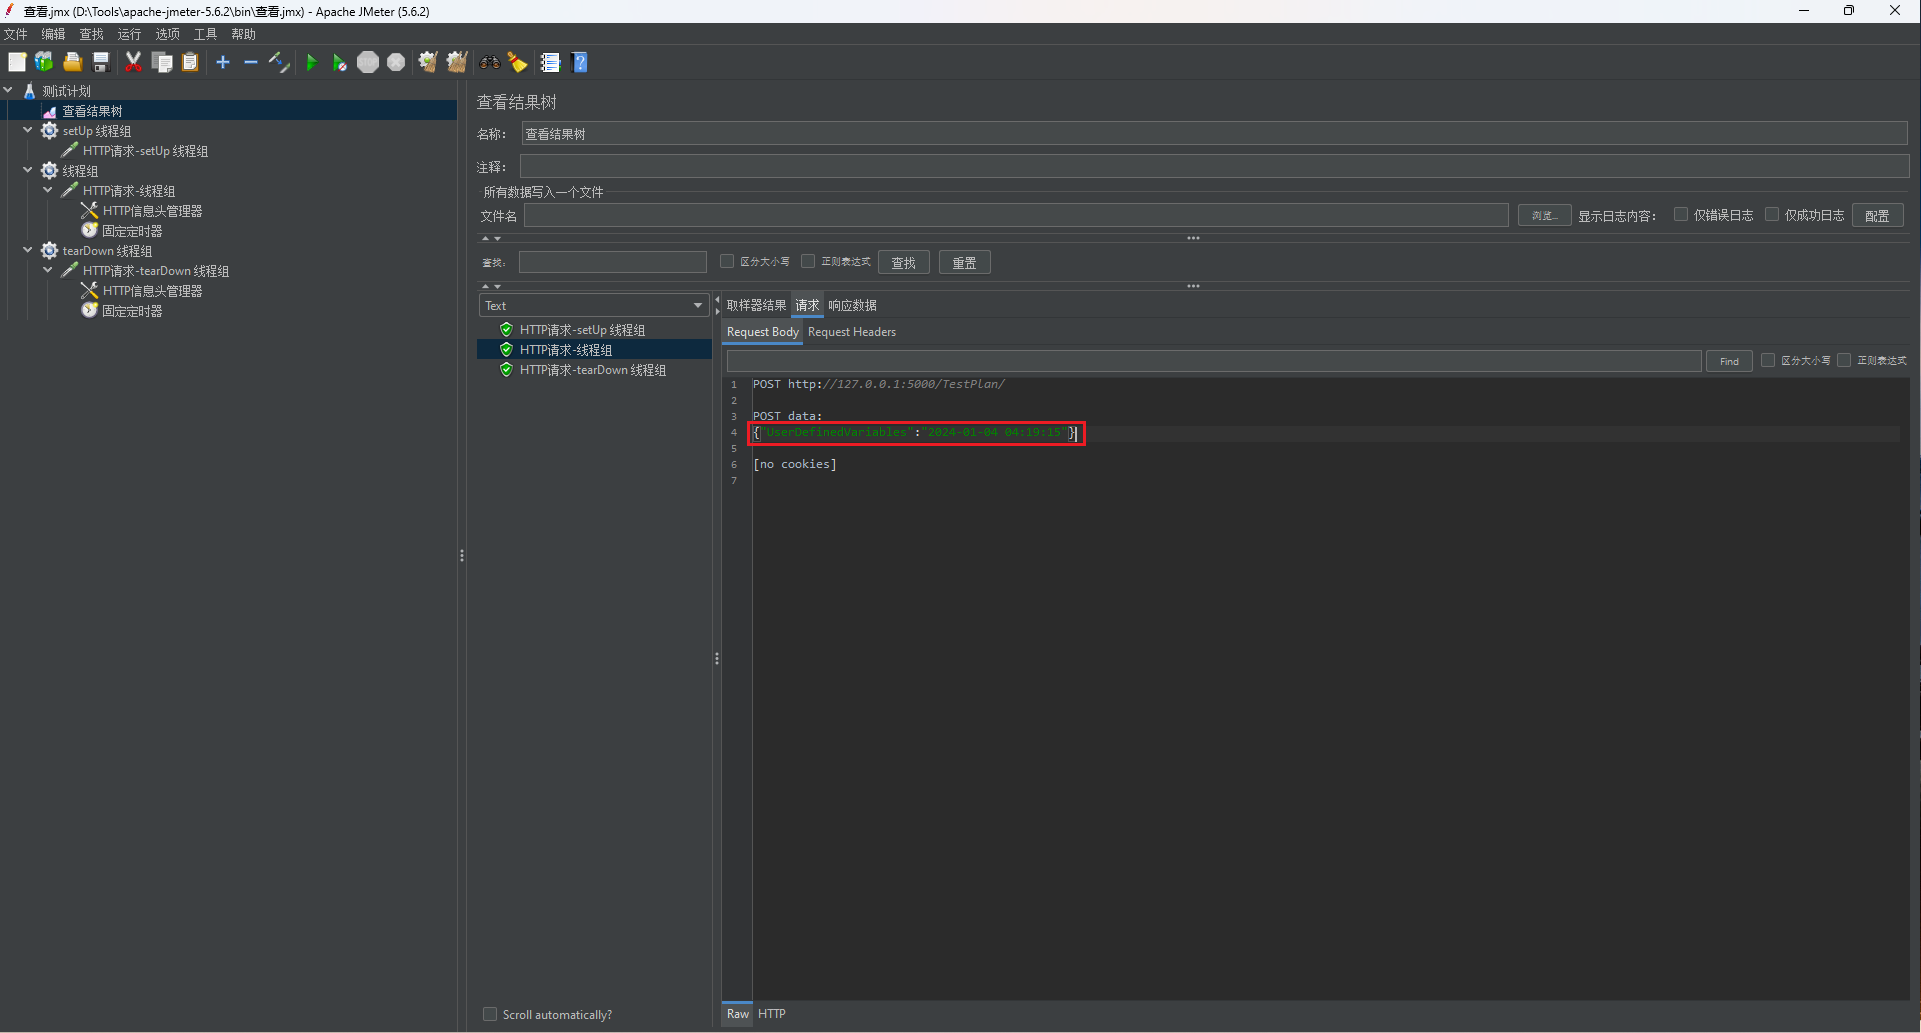 查看.jmx (D:\Tools\apache-jmeter-5.6.2\bin\查看.jmx) - Apache JMeter (5.6.2)
文件 编辑 查找 运行 选项 工具 帮助
测试计划
查看结果树
setUp 线程组
HTTP请求-setUp 线程组
线程组
HTTP请求-线程组
HTTP信息头管理器
固定定时器
tearDown 线程组
HTTP请求-tearDown 线程组
HTTP信息头管理器
固定定时器
查看结果树
名称： 查看结果树
注释：
所有数据写入一个文件
文件名 浏览... 显示日志内容： 仅错误日志 仅成功日志 配置
查找: 区分大小写 正则表达式 查找 重置
Text
HTTP请求-setUp 线程组
HTTP请求-线程组
HTTP请求-tearDown 线程组
Scroll automatically?
取样器结果 请求 响应数据
Request Body Request Headers
Find 区分大小写 正则表达式
1 POST http://127.0.0.1:5000/TestPlan/
2
3 POST data:
4 {"UserDefinedVariables":"2024-01-04 04:19:15"}
5
6 [no cookies]
7
Raw HTTP